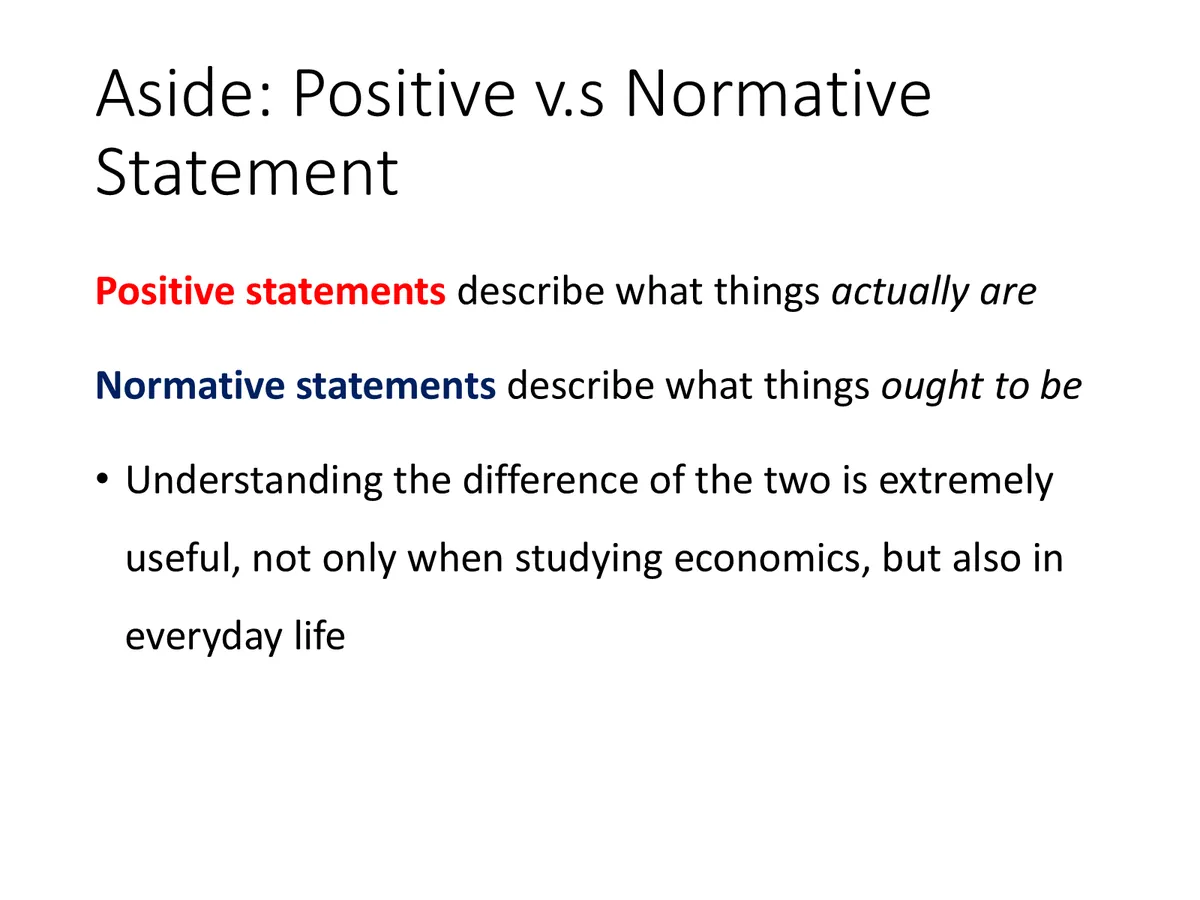 Aside: Positive v.s Normative
Statement
Positive statements describe what things actually are
Normative statements describe what things ought to be
• Understanding the difference of the two is extremely
useful, not only when studying economics, but also in
everyday life